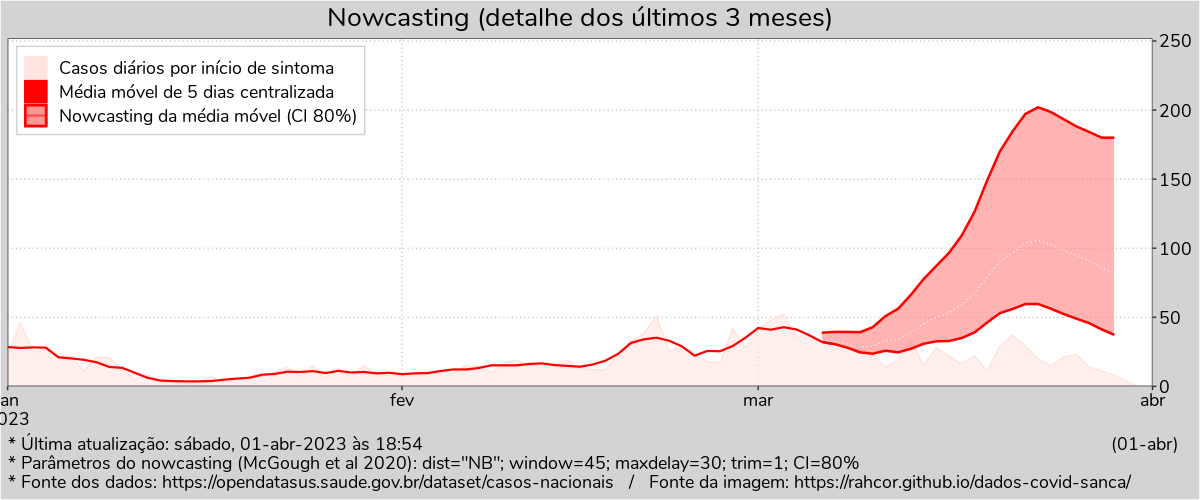 Nowcasting (detalhe dos últimos 3 meses)
Casos diários por início de sintoma
Média móvel de 5 dias centralizada
Nowcasting da média móvel (CI 80%)
250
200
150
100
50
0
an
023
fev
mar
abr
(01-abr)
* Última atualização: sábado, 01-abr-2023 às 18:54
* Parâmetros do nowcasting (McGough et al 2020): dist="NB"; window=45; maxdelay=30; trim=1; CI=80%
* Fonte dos dados: https://opendatasus.saude.gov.br/dataset/casos-nacionais / Fonte da imagem: https://rahcor.github.io/dados-covid-sanca/